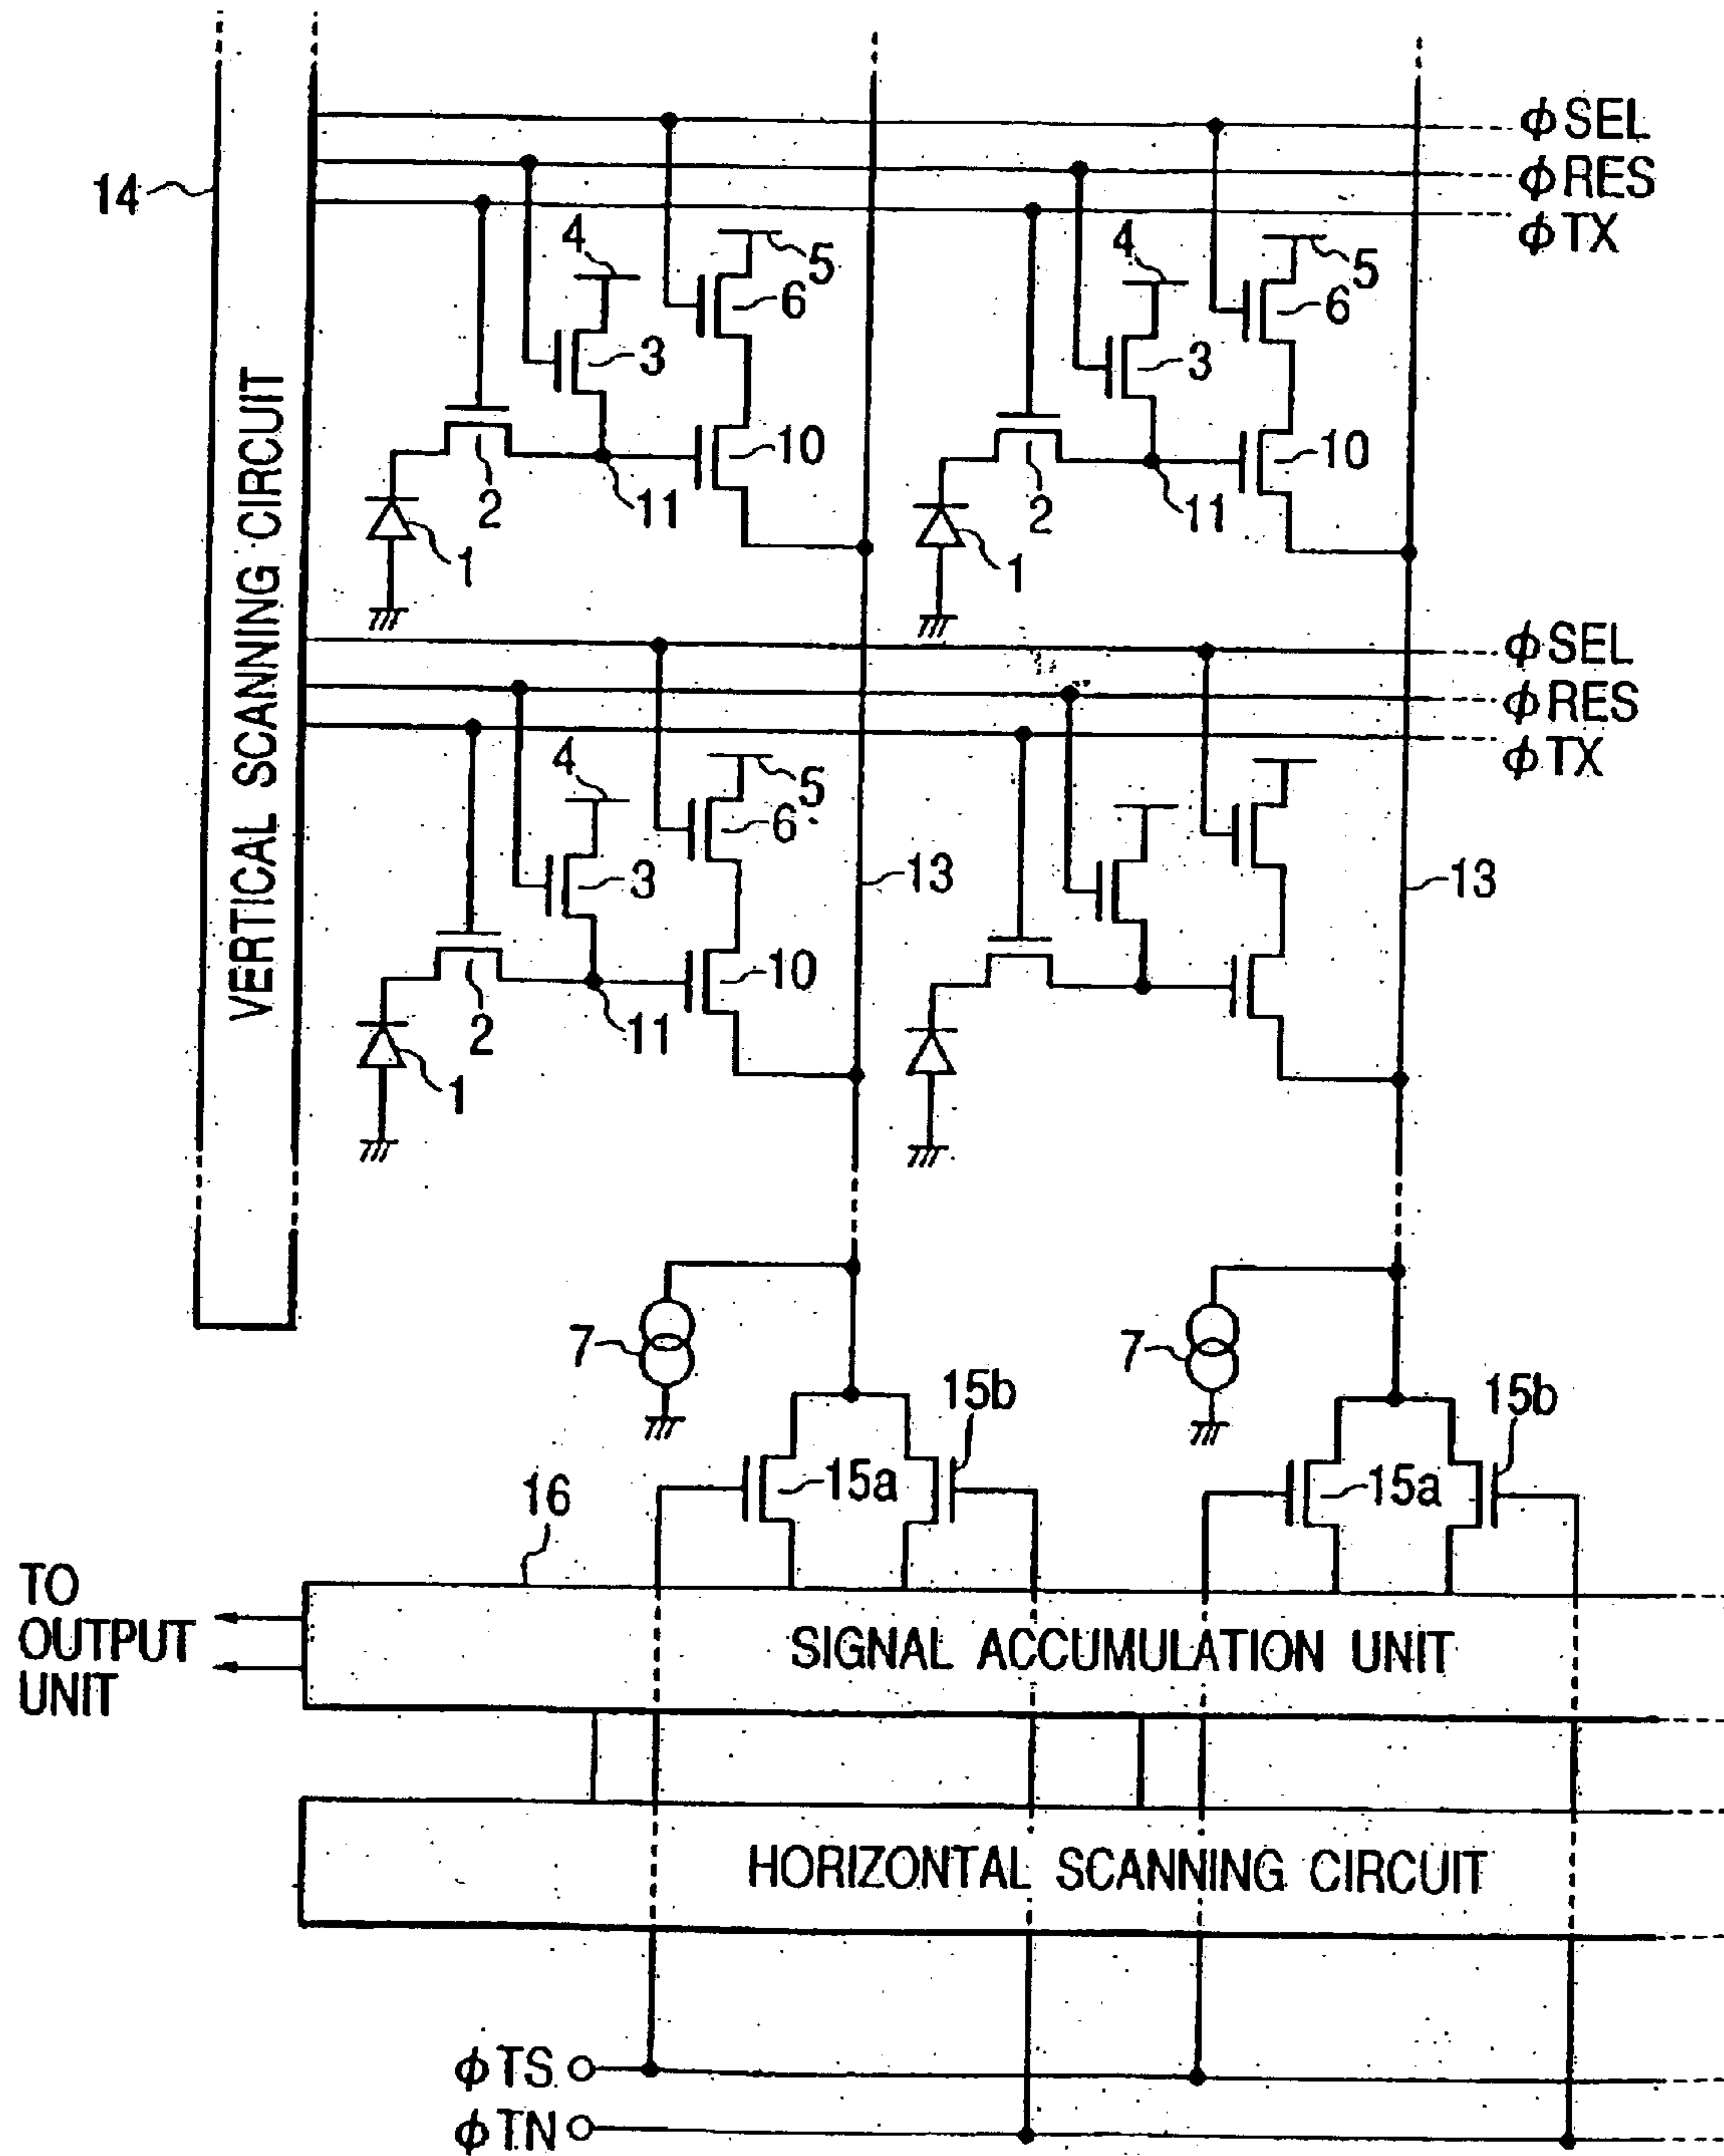 14
φSEL
φRES
φTX
4
5
6
3
10
2
11
1
4
5
6
3
10
2
11
1
VERTICAL SCANNING CIRCUIT
φSEL
φRES
φTX
4
5
6
3
13
13
10
2
11
1
7
7
15b
15b
15a
15a
16
TO
OUTPUT
UNIT
SIGNAL ACCUMULATION UNIT
HORIZONTAL SCANNING CIRCUIT
φTS
φTN